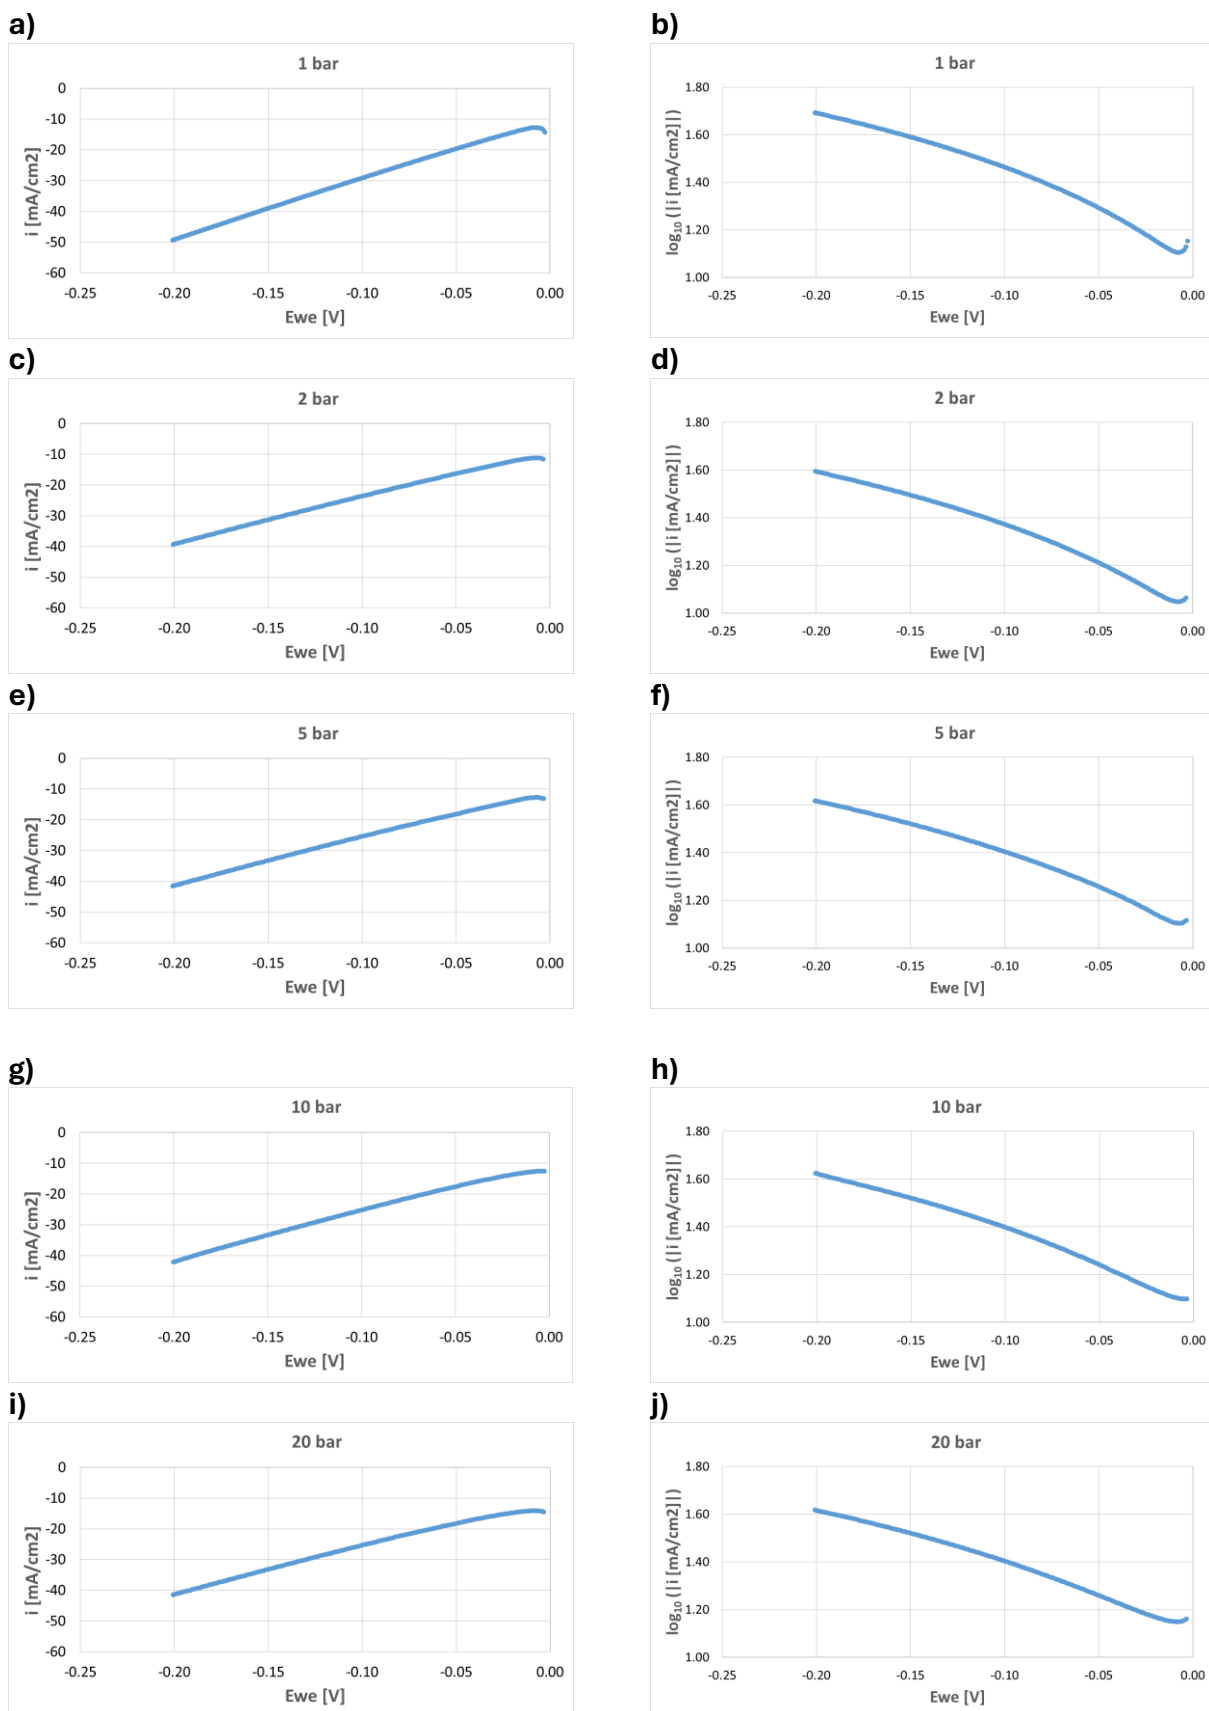 a)
1 bar
0
-10
-20
-30
-40
-50
-60
i [mA/cm2]
-0.25 -0.20 -0.15 -0.10 -0.05 0.00
Ewe [V]
b)
1 bar
1.80
1.60
1.40
1.20
1.00
log₁₀ (|i [mA/cm2]|)
-0.25 -0.20 -0.15 -0.10 -0.05 0.00
Ewe [V]
c)
2 bar
0
-10
-20
-30
-40
-50
-60
i [mA/cm2]
-0.25 -0.20 -0.15 -0.10 -0.05 0.00
Ewe [V]
d)
2 bar
1.80
1.60
1.40
1.20
1.00
log₁₀ (|i [mA/cm2]|)
-0.25 -0.20 -0.15 -0.10 -0.05 0.00
Ewe [V]
e)
5 bar
0
-10
-20
-30
-40
-50
-60
i [mA/cm2]
-0.25 -0.20 -0.15 -0.10 -0.05 0.00
Ewe [V]
f)
5 bar
1.80
1.60
1.40
1.20
1.00
log₁₀ (|i [mA/cm2]|)
-0.25 -0.20 -0.15 -0.10 -0.05 0.00
Ewe [V]
g)
10 bar
0
-10
-20
-30
-40
-50
-60
i [mA/cm2]
-0.25 -0.20 -0.15 -0.10 -0.05 0.00
Ewe [V]
h)
10 bar
1.80
1.60
1.40
1.20
1.00
log₁₀ (|i [mA/cm2]|)
-0.25 -0.20 -0.15 -0.10 -0.05 0.00
Ewe [V]
i)
20 bar
0
-10
-20
-30
-40
-50
-60
i [mA/cm2]
-0.25 -0.20 -0.15 -0.10 -0.05 0.00
Ewe [V]
j)
20 bar
1.80
1.60
1.40
1.20
1.00
log₁₀ (|i [mA/cm2]|)
-0.25 -0.20 -0.15 -0.10 -0.05 0.00
Ewe [V]